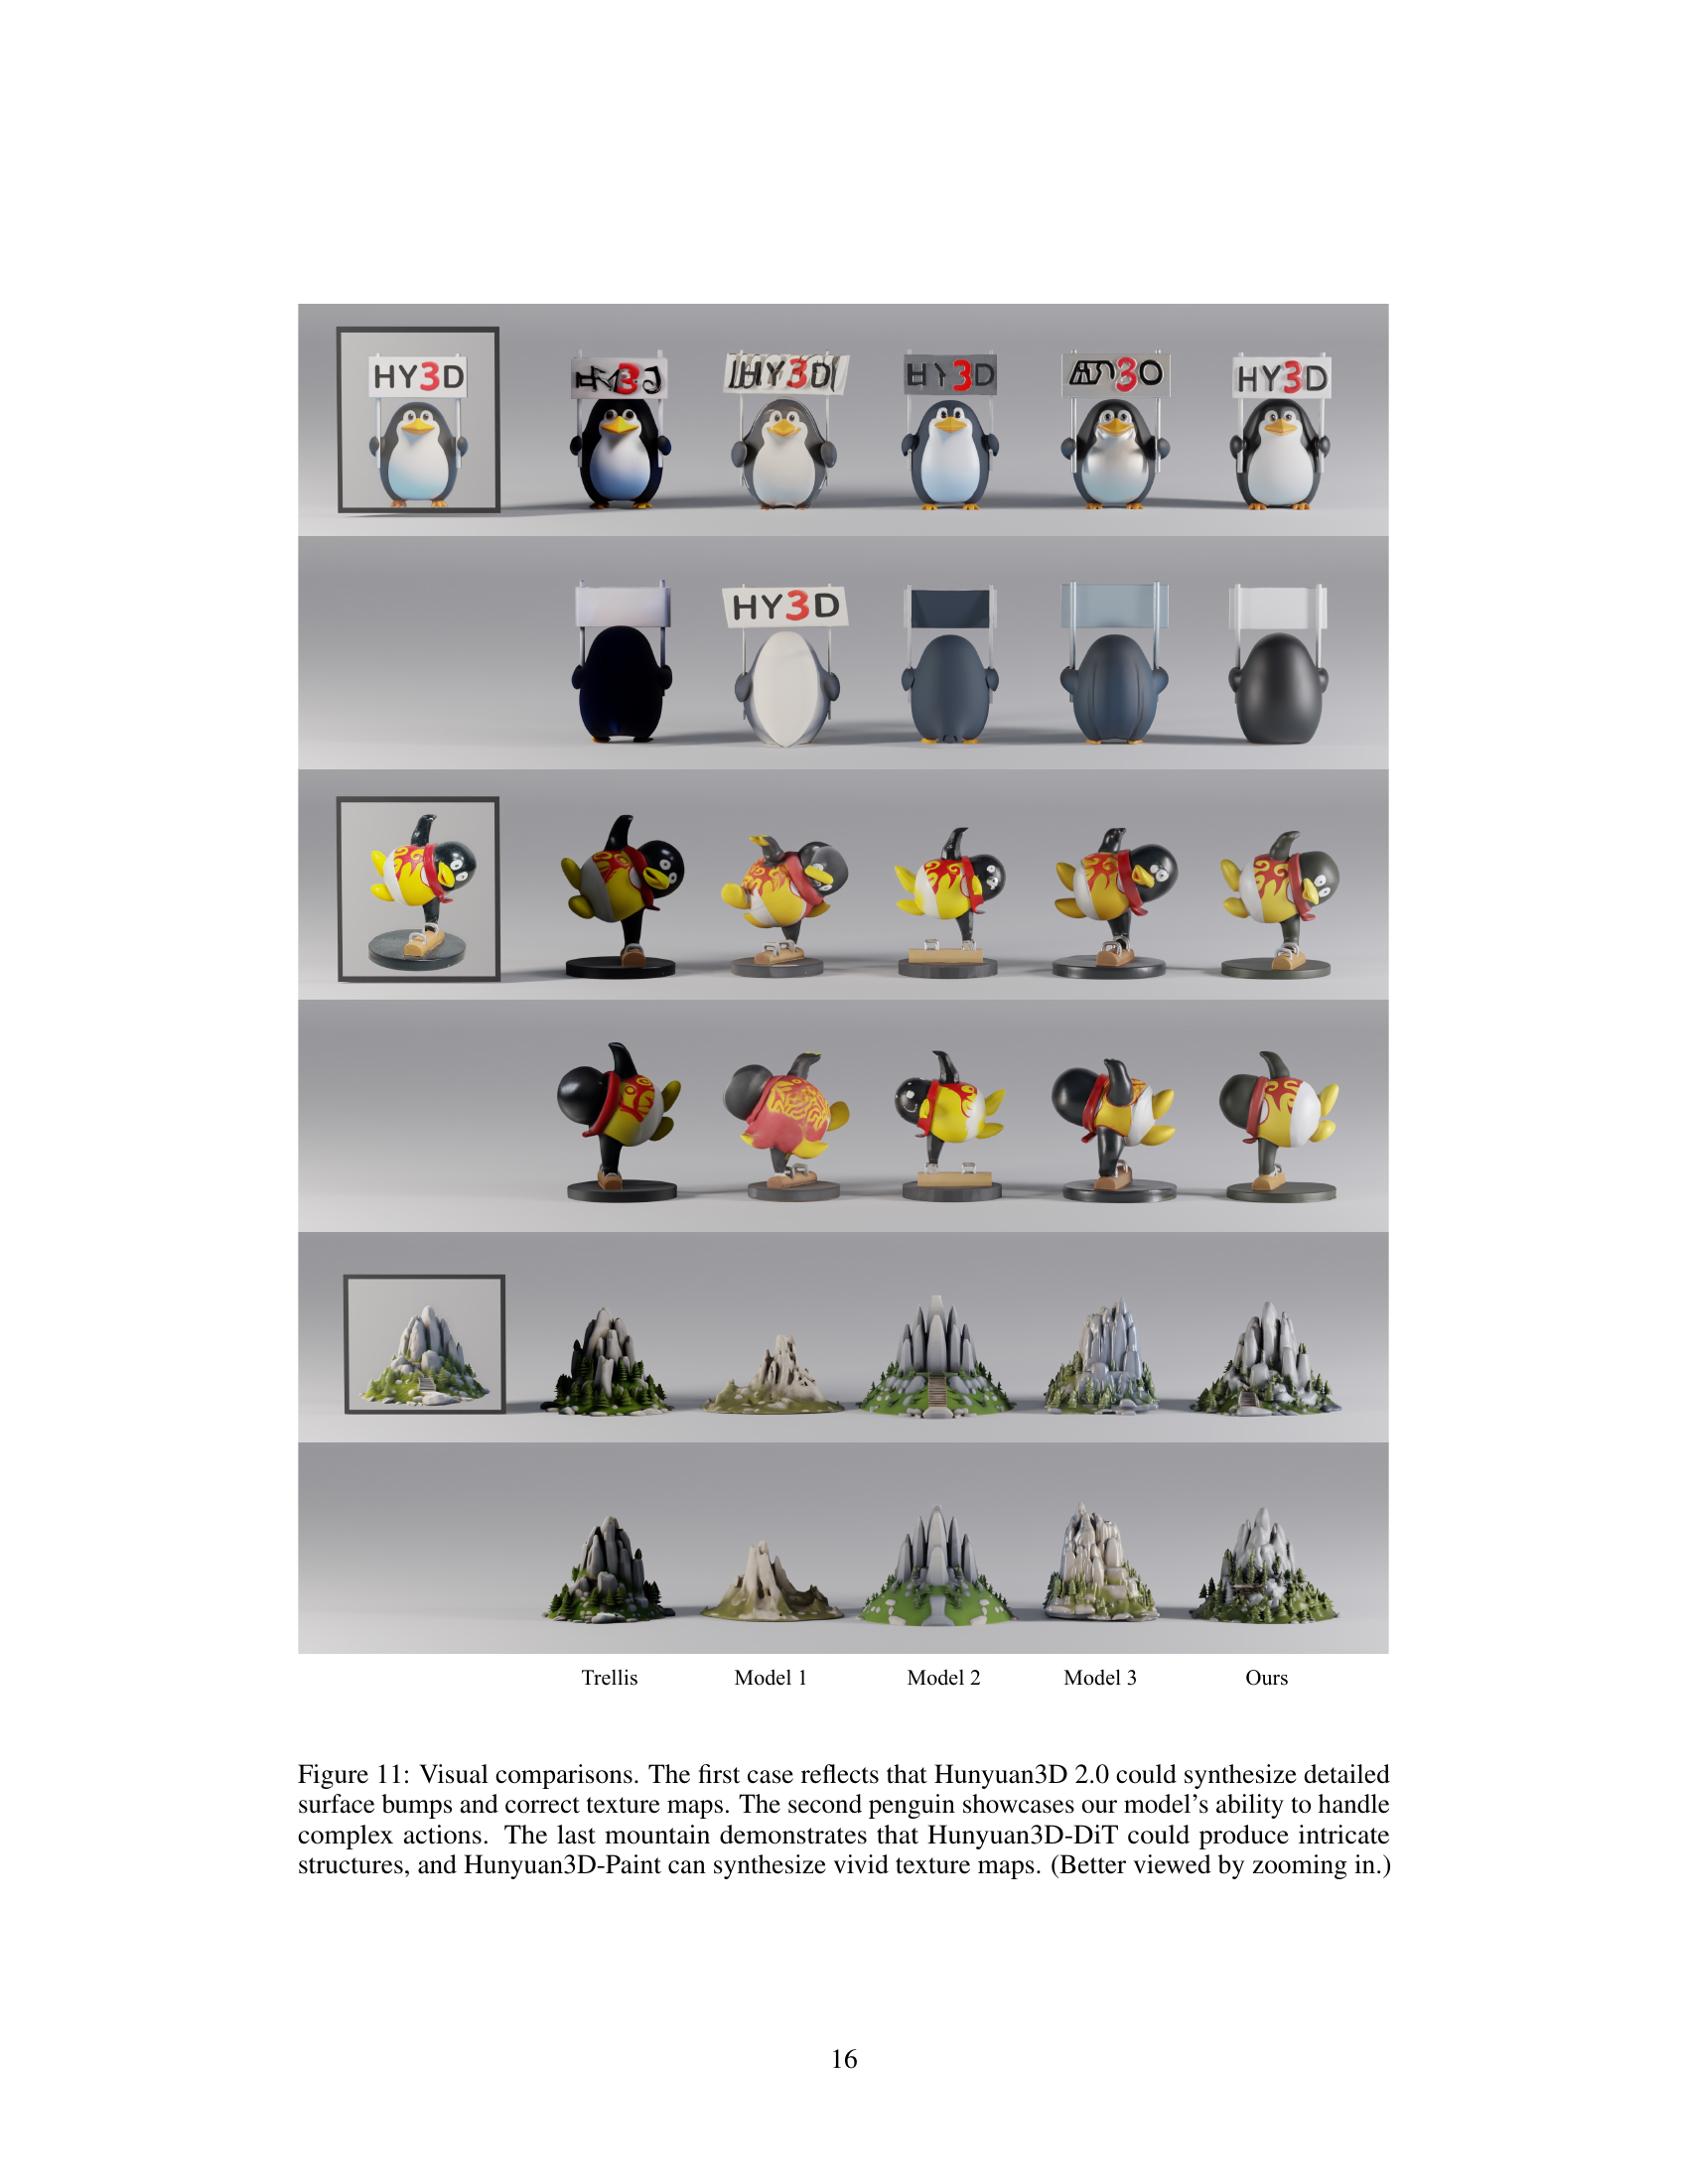 HY3D
HY3D
HY3D
HY3D
HY3D
Trellis Model 1 Model 2 Model 3 Ours
Figure 11: Visual comparisons. The first case reflects that Hunyuan3D 2.0 could synthesize detailed
surface bumps and correct texture maps. The second penguin showcases our model's ability to handle
complex actions. The last mountain demonstrates that Hunyuan3D-DiT could produce intricate
structures, and Hunyuan3D-Paint can synthesize vivid texture maps. (Better viewed by zooming in.)
16